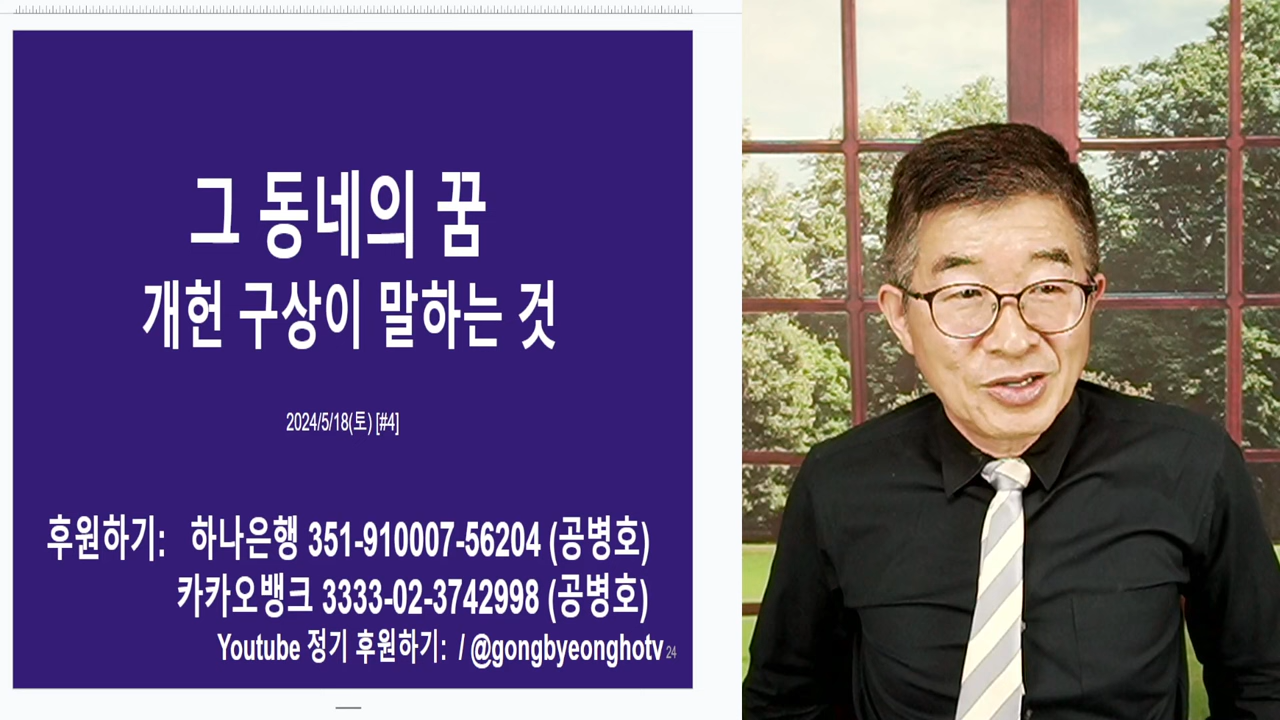 그 동네의 꿈
개헌 구상이 말하는 것
2024/5/18(토) [#4]
후원하기: 하나은행 351-910007-56204 (공병호)
카카오뱅크 3333-02-3742998 (공병호)
Youtube 정기 후원하기: / @gongbyeonghotv
24